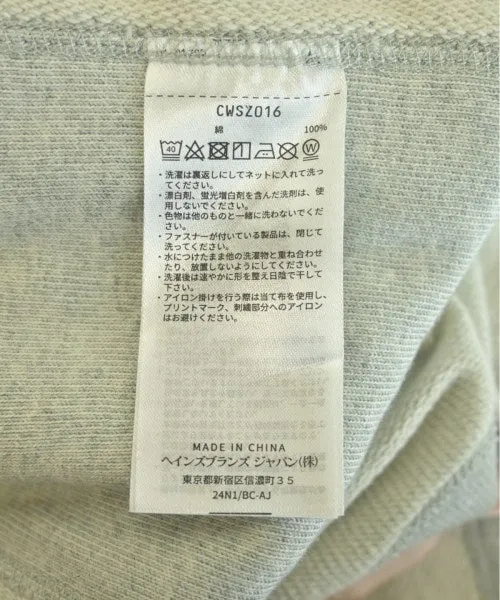 CWSZ016
綿 100%
40 W
・洗濯は裏返しにしてネットに入れて洗っ
てください。
・漂白剤、蛍光増白剤を含んだ洗剤は、使
用しないでください。
・色物は他のものと一緒に洗わないでくだ
さい。
・ファスナーが付いている製品は、閉じて
洗ってください。
・水につけたまま他の洗濯物と重ね合わせ
たり、放置しないようにしてください。
・洗濯後は速やかに形を整え日陰で干して
下さい。
・アイロン掛けを行う際は当て布を使用し、
プリントマーク、刺繍部分へのアイロン
はお避けください。
MADE IN CHINA
ヘインズブランズ ジャパン(株)
東京都新宿区信濃町35
24N1/BC-AJ